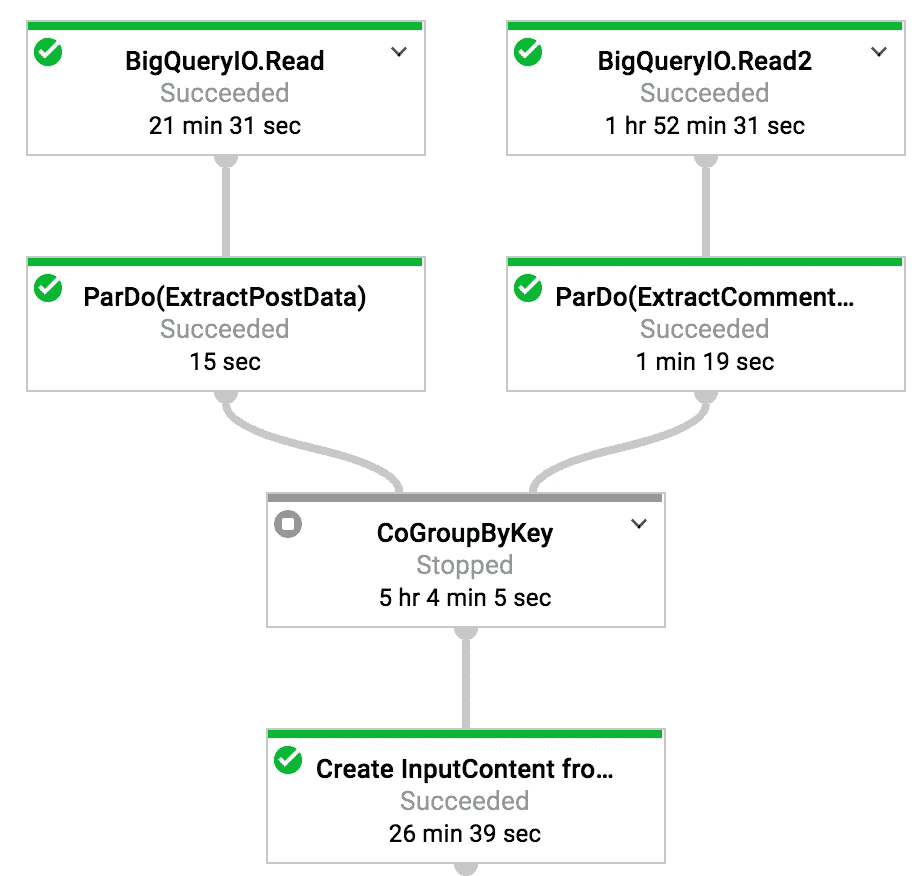 BigQueryIO.Read
Succeeded
21 min 31 sec
BigQueryIO.Read2
Succeeded
1 hr 52 min 31 sec
ParDo(ExtractPostData)
Succeeded
15 sec
ParDo(ExtractComment...
Succeeded
1 min 19 sec
CoGroupByKey
Stopped
5 hr 4 min 5 sec
Create InputContent fro...
Succeeded
26 min 39 sec